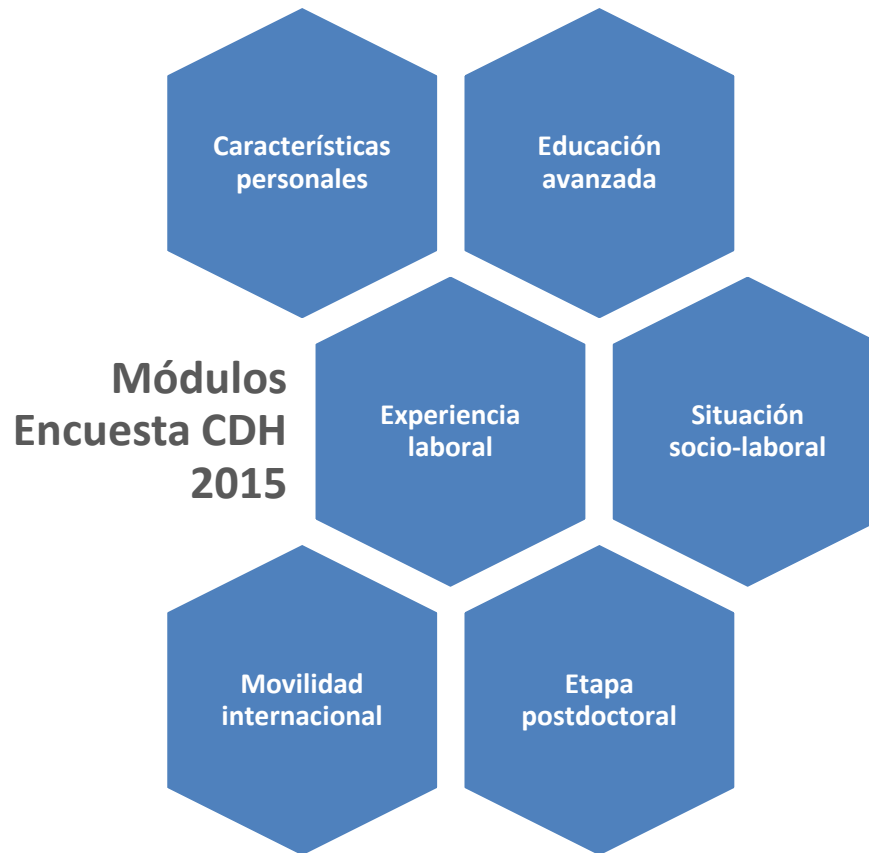 Características
personales
Educación
avanzada
Módulos
Encuesta CDH
2015
Experiencia
laboral
Situación
socio-laboral
Movilidad
internacional
Etapa
postdoctoral